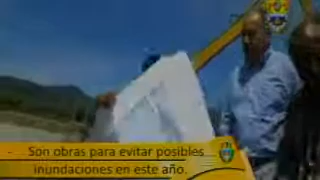 - Son obras para evitar posibles
inundaciones en este año.